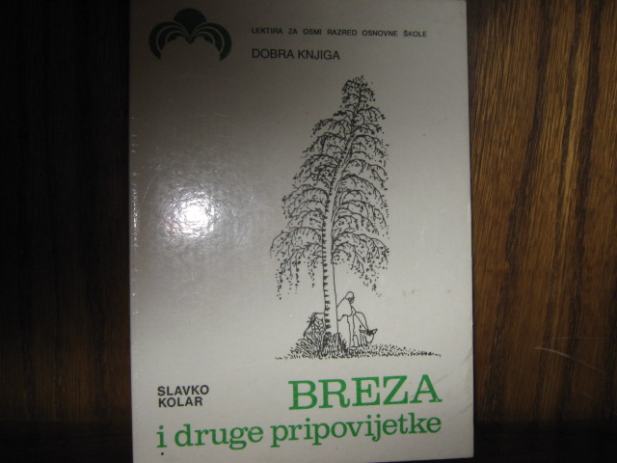 LEKTIRA ZA OSMI RAZRED OSNOVNE ŠKOLE
DOBRA KNJIGA
SLAVKO
KOLAR
BREZA
i druge pripovijetke